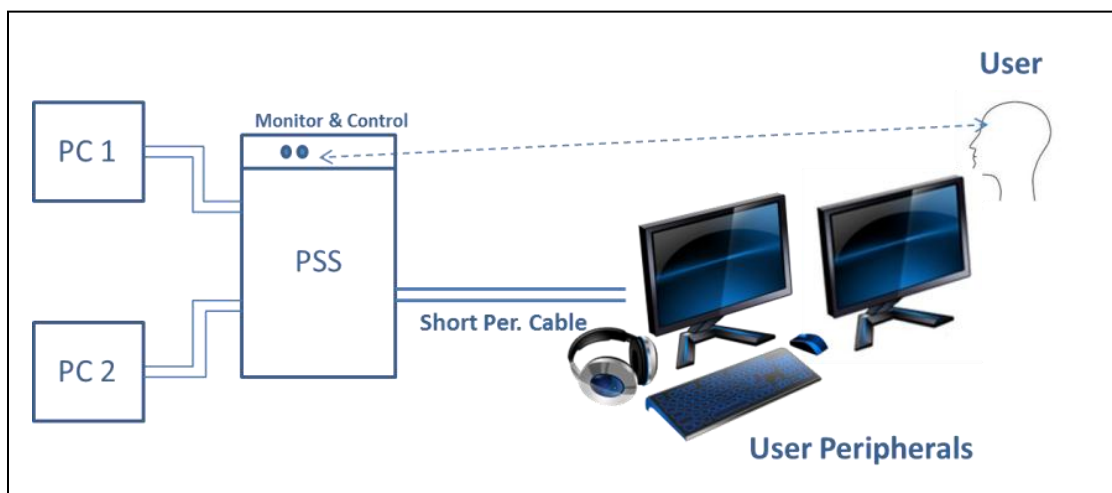 User
Monitor & Control
PC 1
PSS
Short Per. Cable
PC 2
User Peripherals